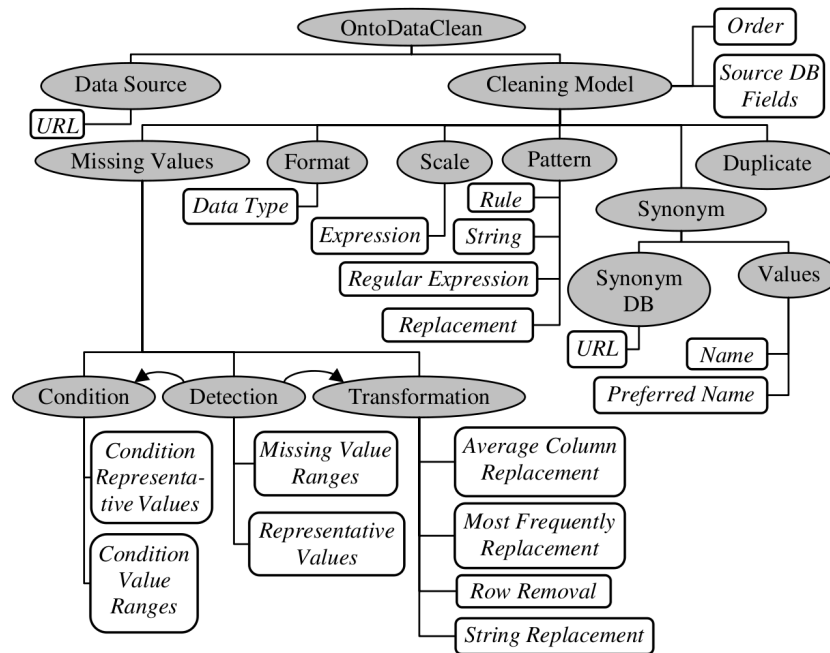 OntoDataClean
Order
Data Source
Cleaning Model
Source DB
Fields
URL
Missing Values
Format
Scale
Pattern
Duplicate
Data Type
Rule
Synonym
Expression
String
Regular Expression
Synonym
DB
Values
Replacement
URL
Name
Preferred Name
Condition
Detection
Transformation
Condition
Representa-
tive Values
Missing Value
Ranges
Average Column
Replacement
Condition
Value
Ranges
Representative
Values
Most Frequently
Replacement
Row Removal
String Replacement